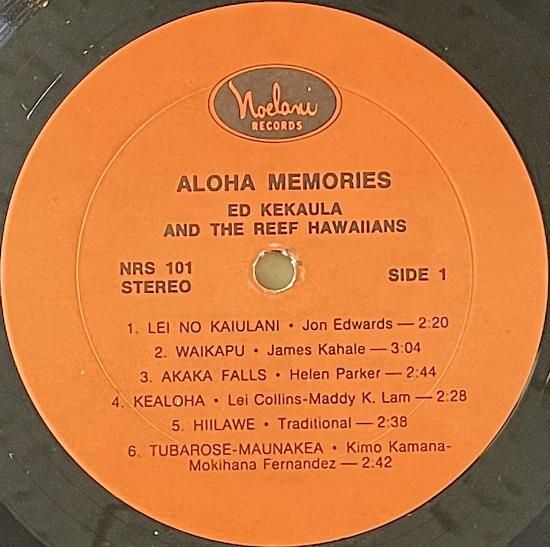 Noelani
RECORDS
ALOHA MEMORIES
ED KEKAULA
AND THE REEF HAWAIIANS
NRS 101
STEREO
SIDE 1
1. LEI NO KAIULANI • Jon Edwards — 2:20
2. WAIKAPU • James Kahale — 3:04
3. AKAKA FALLS • Helen Parker — 2:44
4. KEALOHA • Lei Collins-Maddy K. Lam — 2:28
5. HIILAWE • Traditional — 2:38
6. TUBAROSE-MAUNAKEA • Kimo Kamana-
Mokihana Fernandez — 2:42